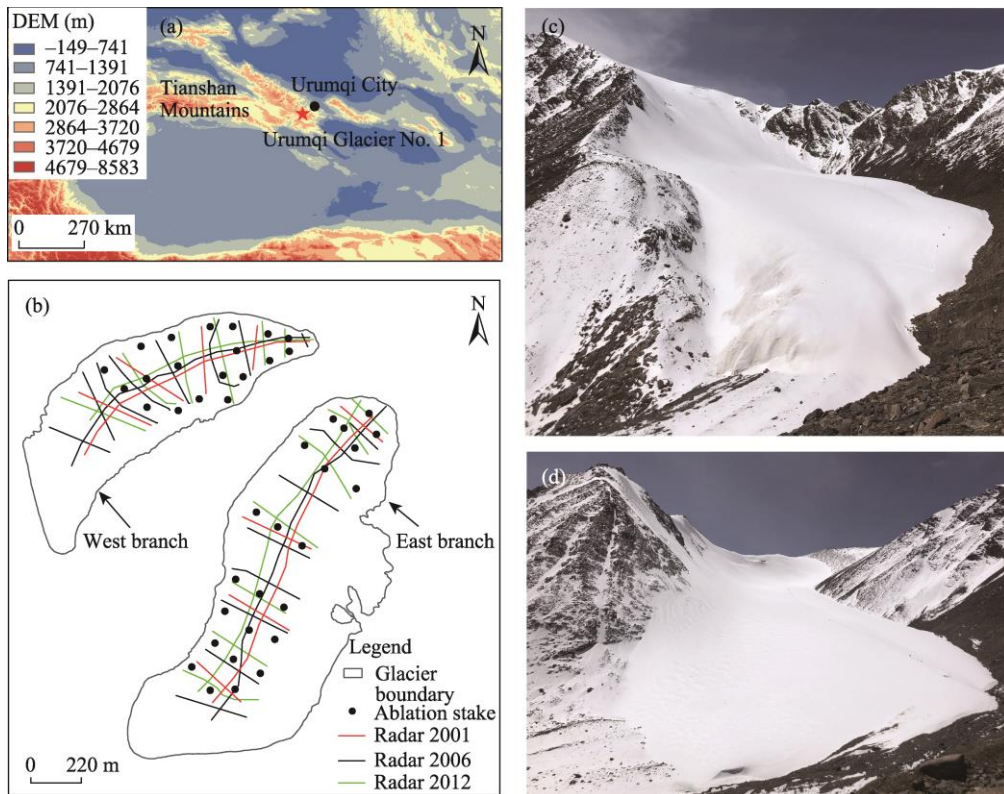 DEM (m)
–149–741
741–1391
1391–2076
2076–2864
2864–3720
3720–4679
4679–8583
0 270 km
(a)
N
Urumqi City
Tianshan
Mountains
Urumqi Glacier No. 1
(b)
N
West branch
East branch
Legend
Glacier
boundary
Ablation stake
Radar 2001
Radar 2006
Radar 2012
0 220 m
(c)
(d)